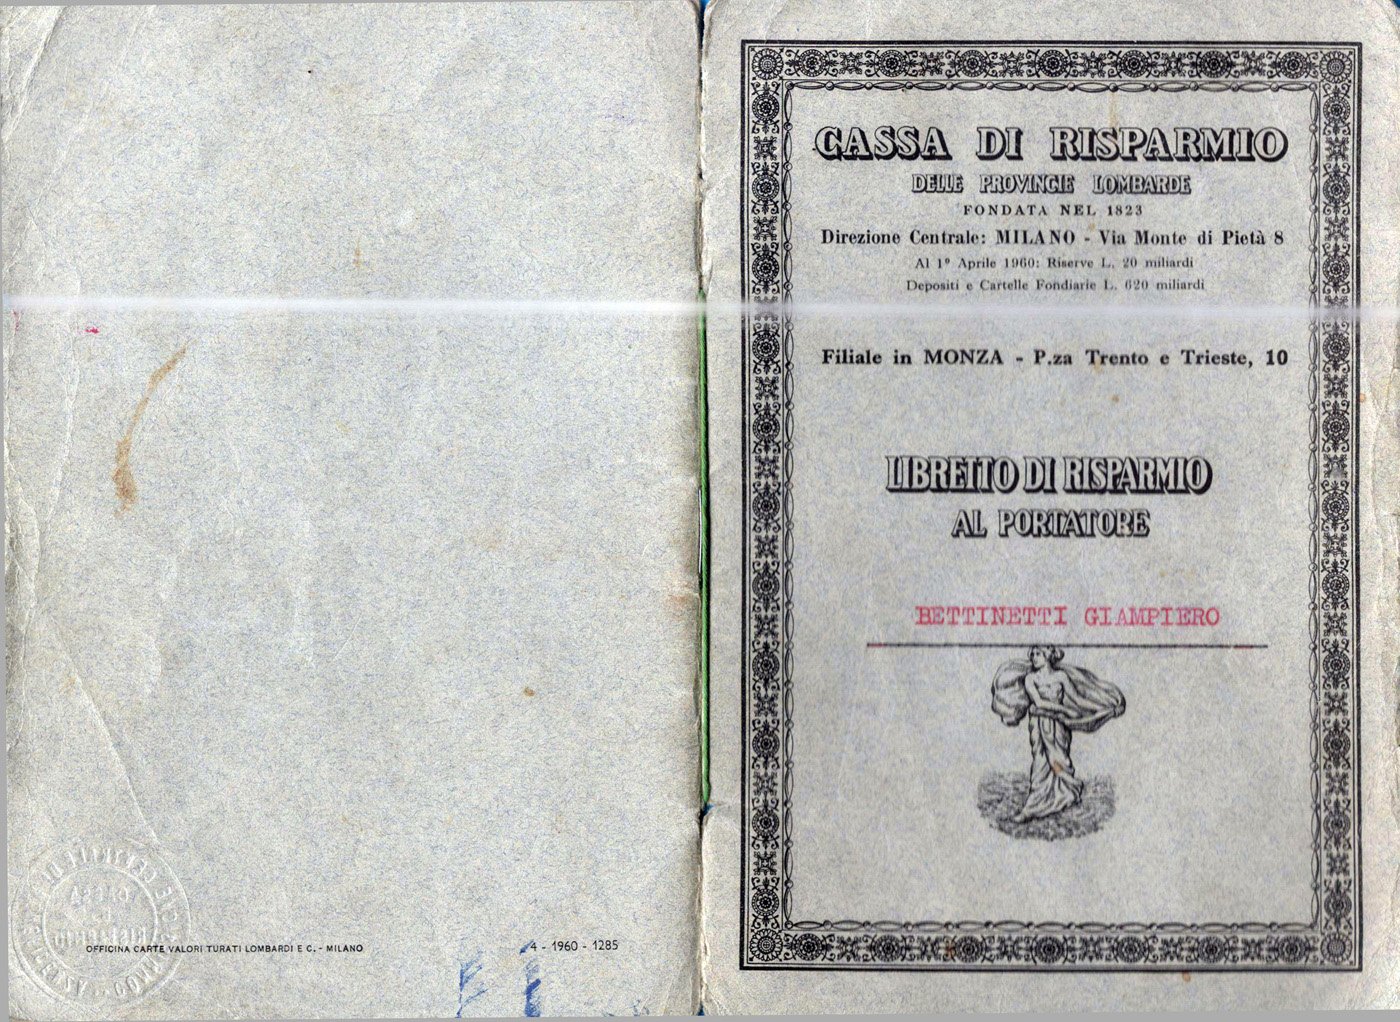 OFFICINA CARTE VALORI TURATI LOMBARDI E C. - MILANO
4 - 1960 - 1285
CASSA DI RISPARMIO
DELLE PROVINCIE LOMBARDE
FONDATA NEL 1823
Direzione Centrale: MILANO - Via Monte di Pietà 8
Al 1º Aprile 1960: Riserve L. 20 miliardi
Depositi e Cartelle Fondiarie L. 620 miliardi
Filiale in MONZA - P.za Trento e Trieste, 10
LIBRETTO DI RISPARMIO
AL PORTATORE
BETTINETTI GIAMPIERO